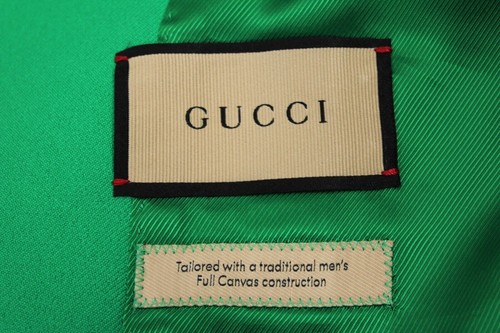 GUCCI
Tailored with a traditional men's
Full Canvas construction